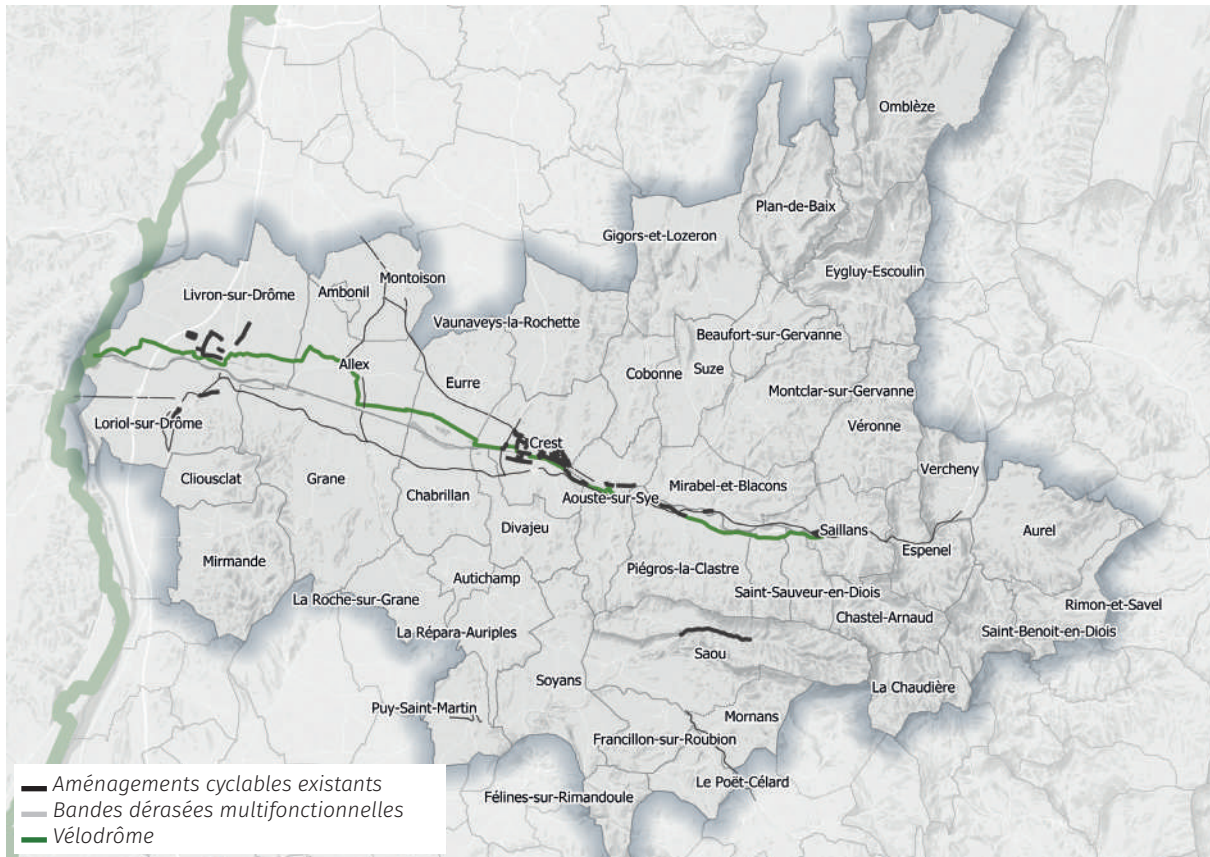 Omblèze
Plan-de-Baix
Gigors-et-Lozeron
Eygluy-Escoulin
Montoison
Livron-sur-Drôme
Ambonil
Vaunaveys-la-Rochette
Beaufort-sur-Gervanne
Allex
Eurre
Cobonne
Suze
Montclar-sur-Gervanne
Loriol-sur-Drôme
Véronne
Crest
Vercheny
Cliousclat
Grane
Chabrillan
Aouste-sur-Sye
Mirabel-et-Blacons
Divajeu
Saillans
Aurel
Espenel
Mirmande
Autichamp
Piégros-la-Clastre
Saint-Sauveur-en-Diois
La Roche-sur-Grane
Rimon-et-Savel
Chastel-Arnaud
La Répara-Auriples
Saint-Benoit-en-Diois
Saou
Soyans
La Chaudière
Puy-Saint-Martin
Mornans
Francillon-sur-Roubion
Le Poët-Célard
Félines-sur-Rimandoule
Aménagements cyclables existants
Bandes dérasées multifonctionnelles
Vélodrôme